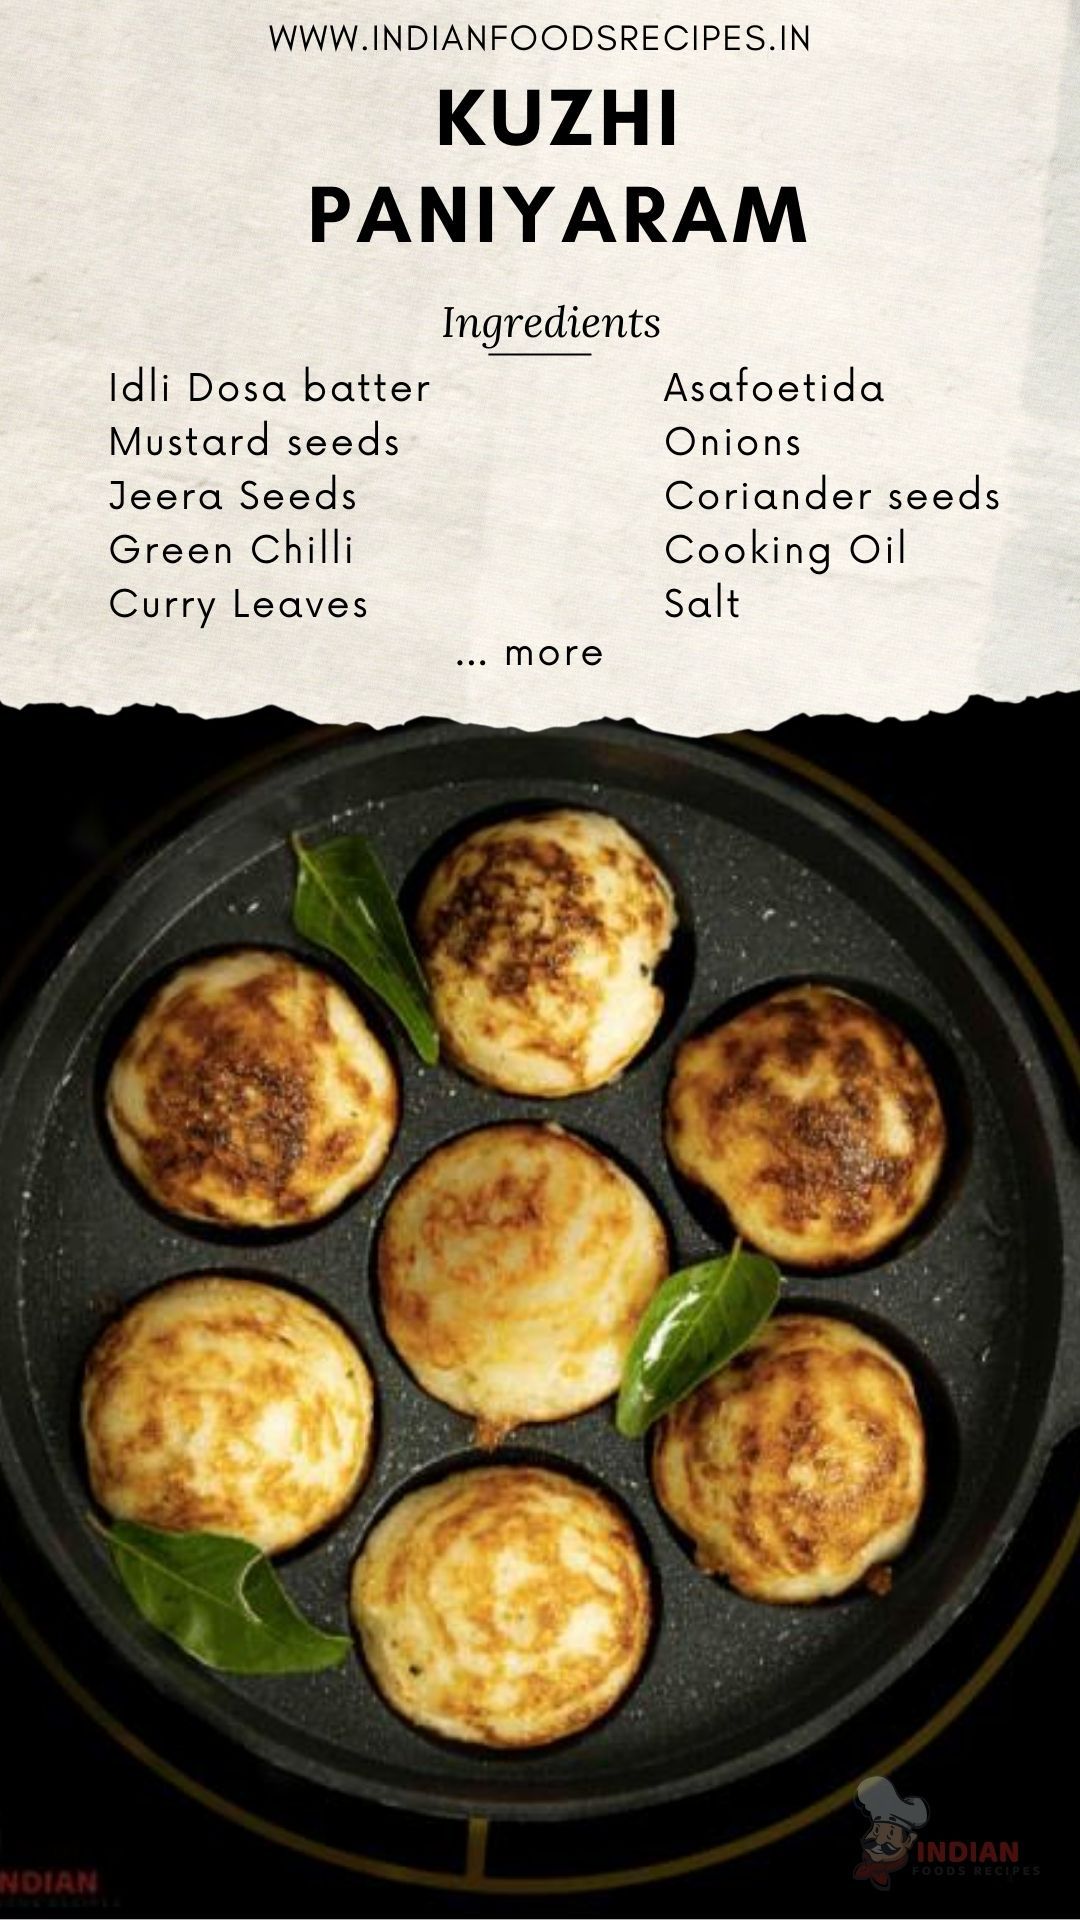 WWW.INDIANFOODSRECIPES.IN
KUZHI
PANIYARAM
Ingredients
Idli Dosa batter
Mustard seeds
Jeera Seeds
Green Chilli
Curry Leaves
Asafoetida
Onions
Coriander seeds
Cooking Oil
Salt
... more
INDIAN
FOODS RECIPES
NDIAN